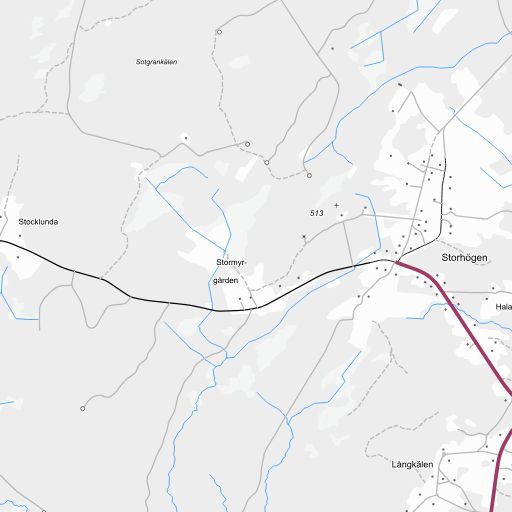 Sotgrankälen
513
Stocklunda
Stormyr-
gården
Storhögen
Hala
Långkälen